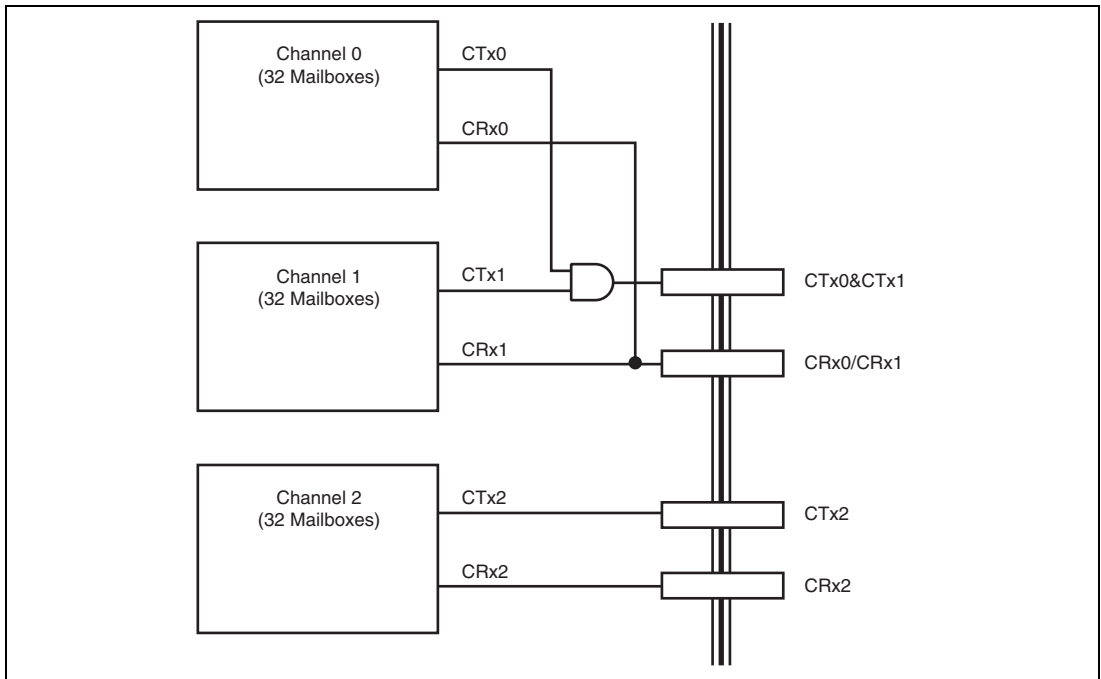 Channel 0
(32 Mailboxes)
CTx0
CRx0
Channel 1
(32 Mailboxes)
CTx1
CRx1
CTx0&CTx1
CRx0/CRx1
Channel 2
(32 Mailboxes)
CTx2
CRx2
CTx2
CRx2